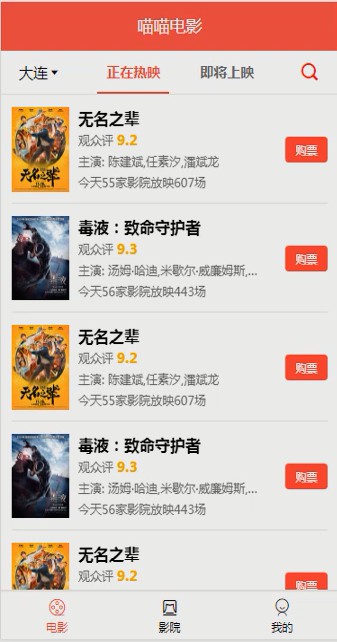 喵喵电影
大连 正在热映 即将上映
无名之辈
观众评 9.2
主演: 陈建斌,任素汐,潘斌龙
今天55家影院放映607场
购票
毒液：致命守护者
观众评 9.3
主演: 汤姆·哈迪,米歇尔·威廉姆斯,...
今天56家影院放映443场
购票
无名之辈
观众评 9.2
主演: 陈建斌,任素汐,潘斌龙
今天55家影院放映607场
购票
毒液：致命守护者
观众评 9.3
主演: 汤姆·哈迪,米歇尔·威廉姆斯,...
今天56家影院放映443场
购票
无名之辈
观众评 9.2
购票
电影 影院 我的